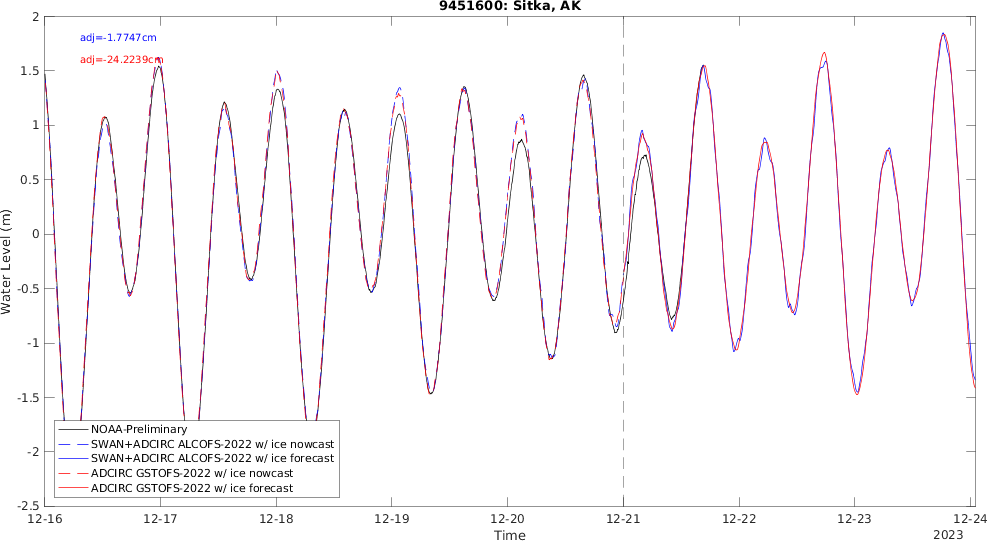 9451600: Sitka, AK
adj=-1.7747cm
adj=-24.2239cm
2
1.5
1
0.5
0
-0.5
-1
-1.5
-2
-2.5
Water Level (m)
NOAA-Preliminary
SWAN+ADCIRC ALCOFS-2022 w/ ice nowcast
SWAN+ADCIRC ALCOFS-2022 w/ ice forecast
ADCIRC GSTOFS-2022 w/ ice nowcast
ADCIRC GSTOFS-2022 w/ ice forecast
12-16 12-17 12-18 12-19 12-20 12-21 12-22 12-23 12-24
Time
2023